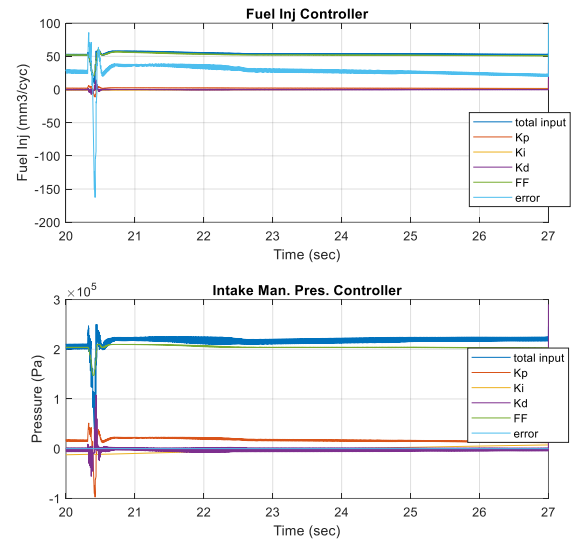 Fuel Inj Controller
100
50
0
-50
-100
-150
-200
Fuel Inj (mm3/cyc)
total input
Kp
Ki
Kd
FF
error
20 21 22 23 24 25 26 27
Time (sec)
×10^5
Intake Man. Pres. Controller
3
2
1
0
-1
Pressure (Pa)
total input
Kp
Ki
Kd
FF
error
20 21 22 23 24 25 26 27
Time (sec)